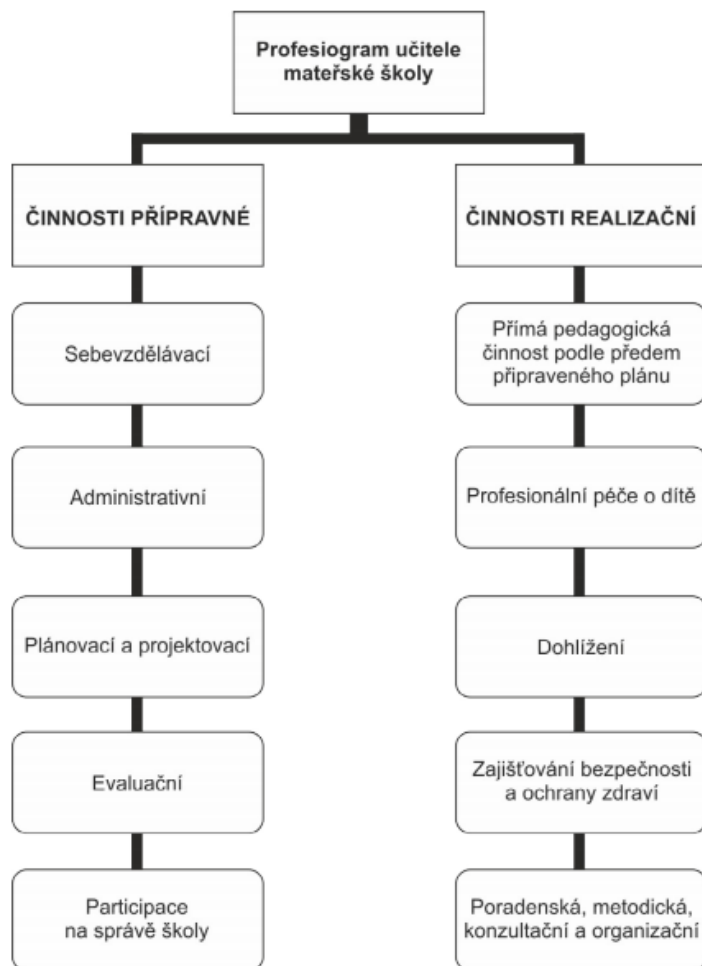 Profesiogram učitele
mateřské školy
ČINNOSTI PŘÍPRAVNÉ
Sebevzdělávací
Administrativní
Plánovací a projektovací
Evaluační
Participace
na správě školy
ČINNOSTI REALIZAČNÍ
Přímá pedagogická
činnost podle předem
připraveného plánu
Profesionální péče o dítě
Dohlížení
Zajišťování bezpečnosti
a ochrany zdraví
Poradenská, metodická,
konzultační a organizační